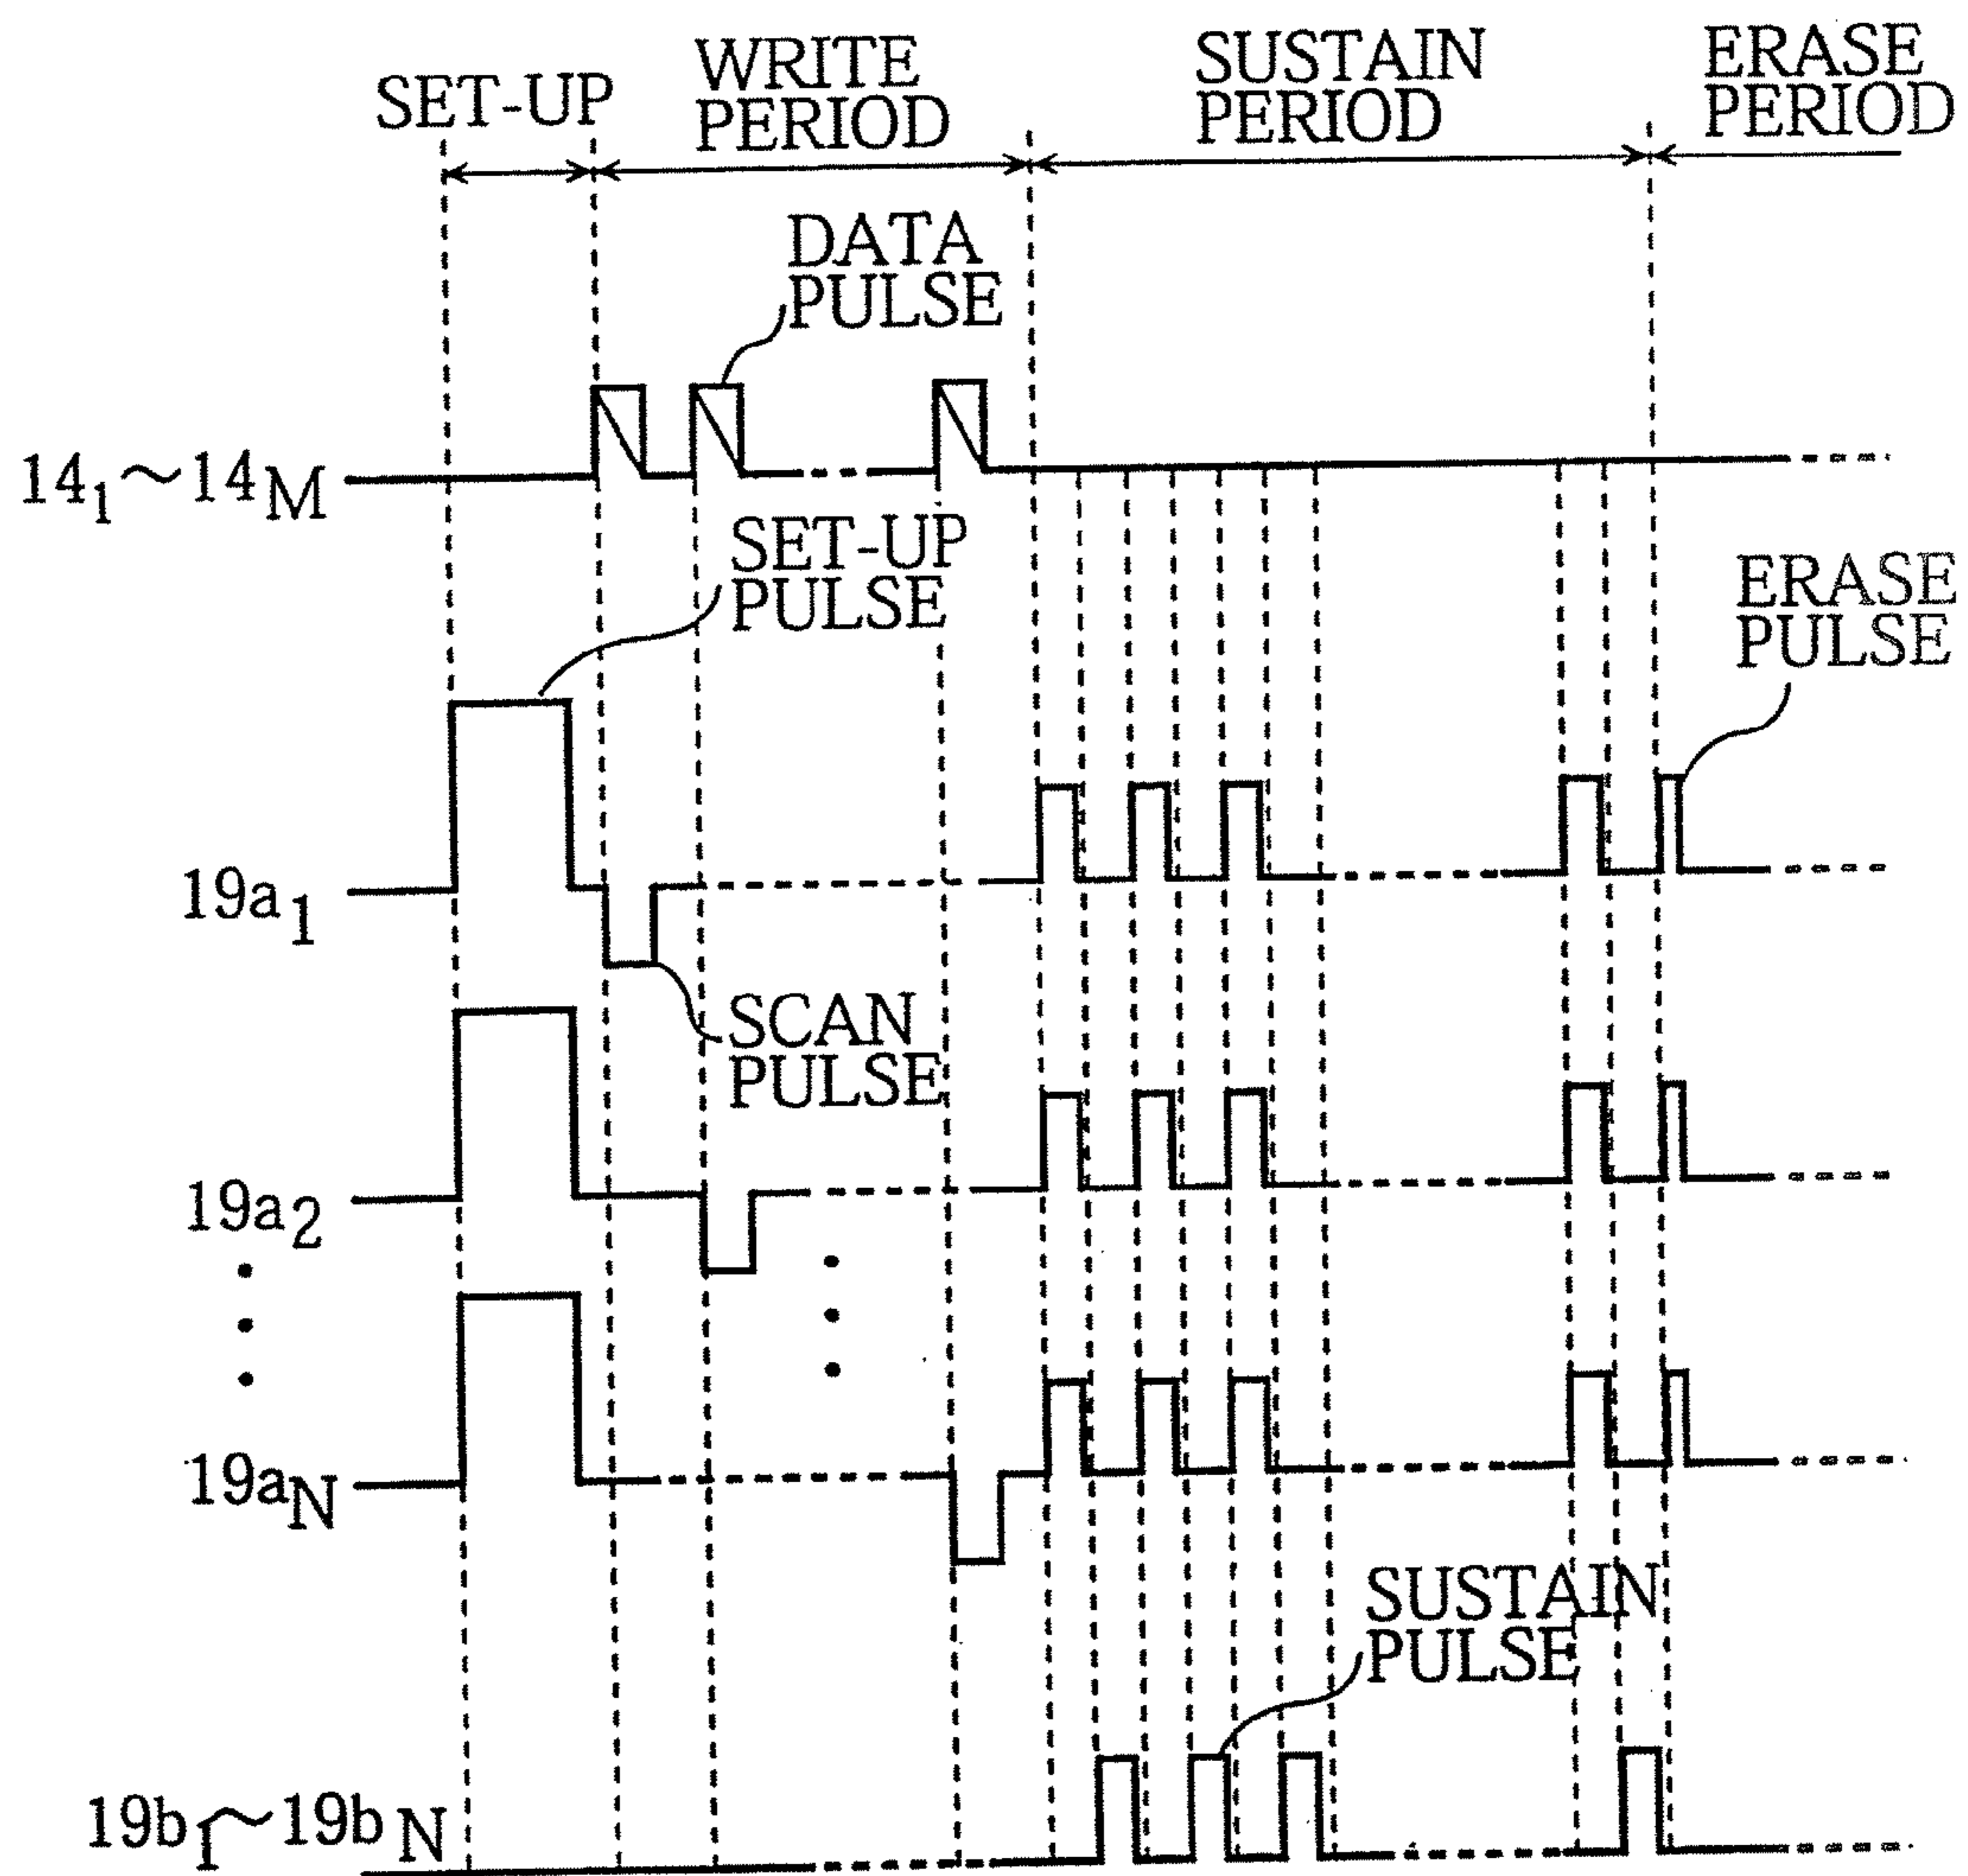 SET-UP
WRITE
PERIOD
SUSTAIN
PERIOD
ERASE
PERIOD
DATA
PULSE
14₁～14M
SET-UP
PULSE
ERASE
PULSE
19a₁
SCAN
PULSE
19a₂
19aN
SUSTAIN
PULSE
19b₁～19bN